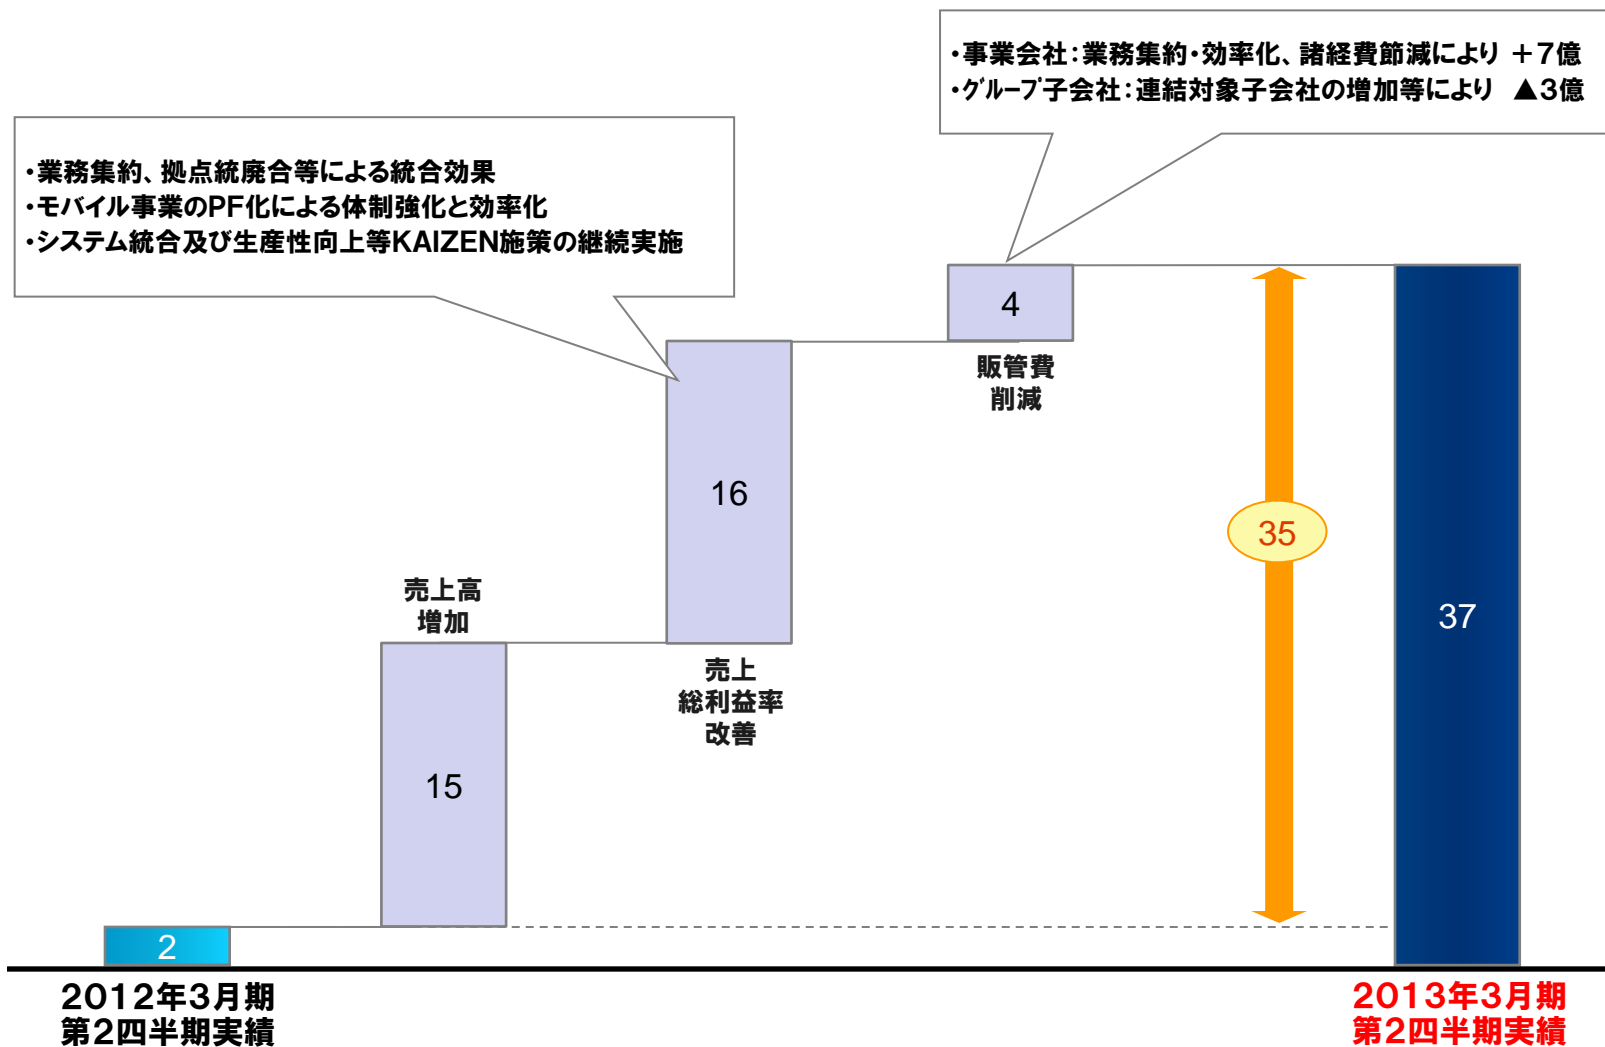 ・事業会社：業務集約・効率化、諸経費節減により ＋7億
・グループ子会社：連結対象子会社の増加等により ▲3億
・業務集約、拠点統廃合等による統合効果
・モバイル事業のPF化による体制強化と効率化
・システム統合及び生産性向上等KAIZEN施策の継続実施
4
販管費
削減
16
35
売上高
増加
37
売上
総利益率
改善
15
2
2012年3月期
第2四半期実績
2013年3月期
第2四半期実績